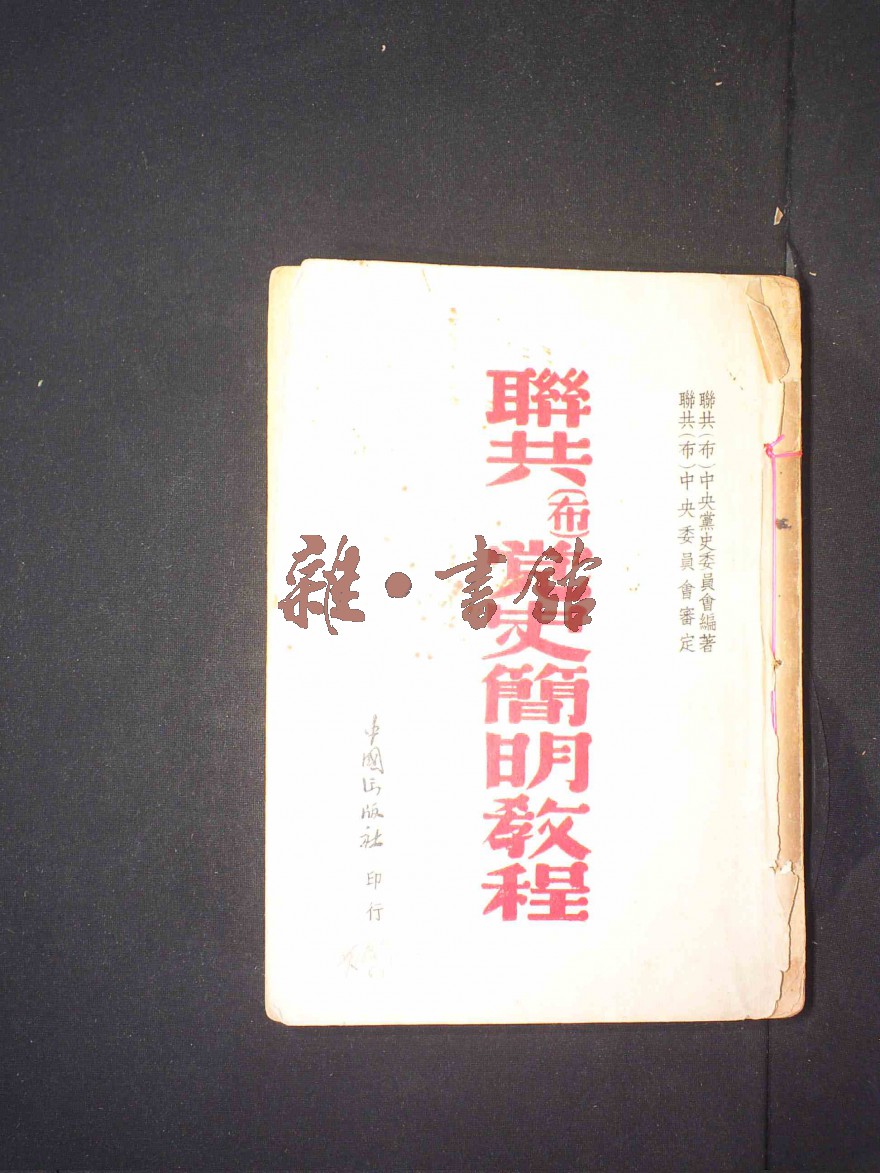 聯共(布)中央黨史委員會編著
聯共(布)中央委員會審定
聯共(布)黨史簡明教程
中國出版社 印行
雜•書館